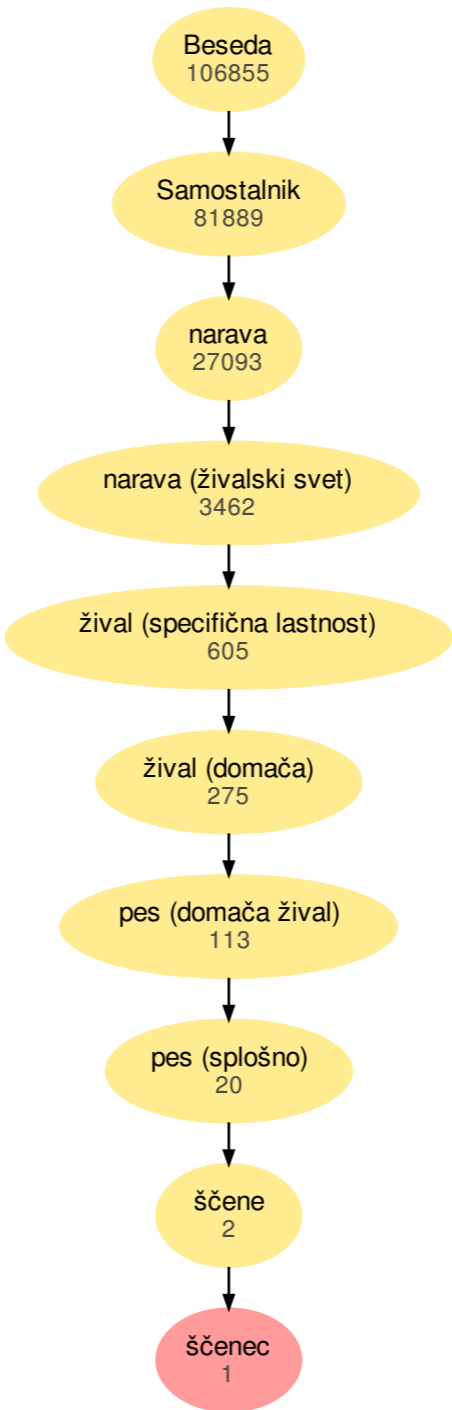 Beseda
106855
Samostalnik
81889
narava
27093
narava (živalski svet)
3462
žival (specifična lastnost)
605
žival (domača)
275
pes (domača žival)
113
pes (splošno)
20
ščene
2
ščenec
1